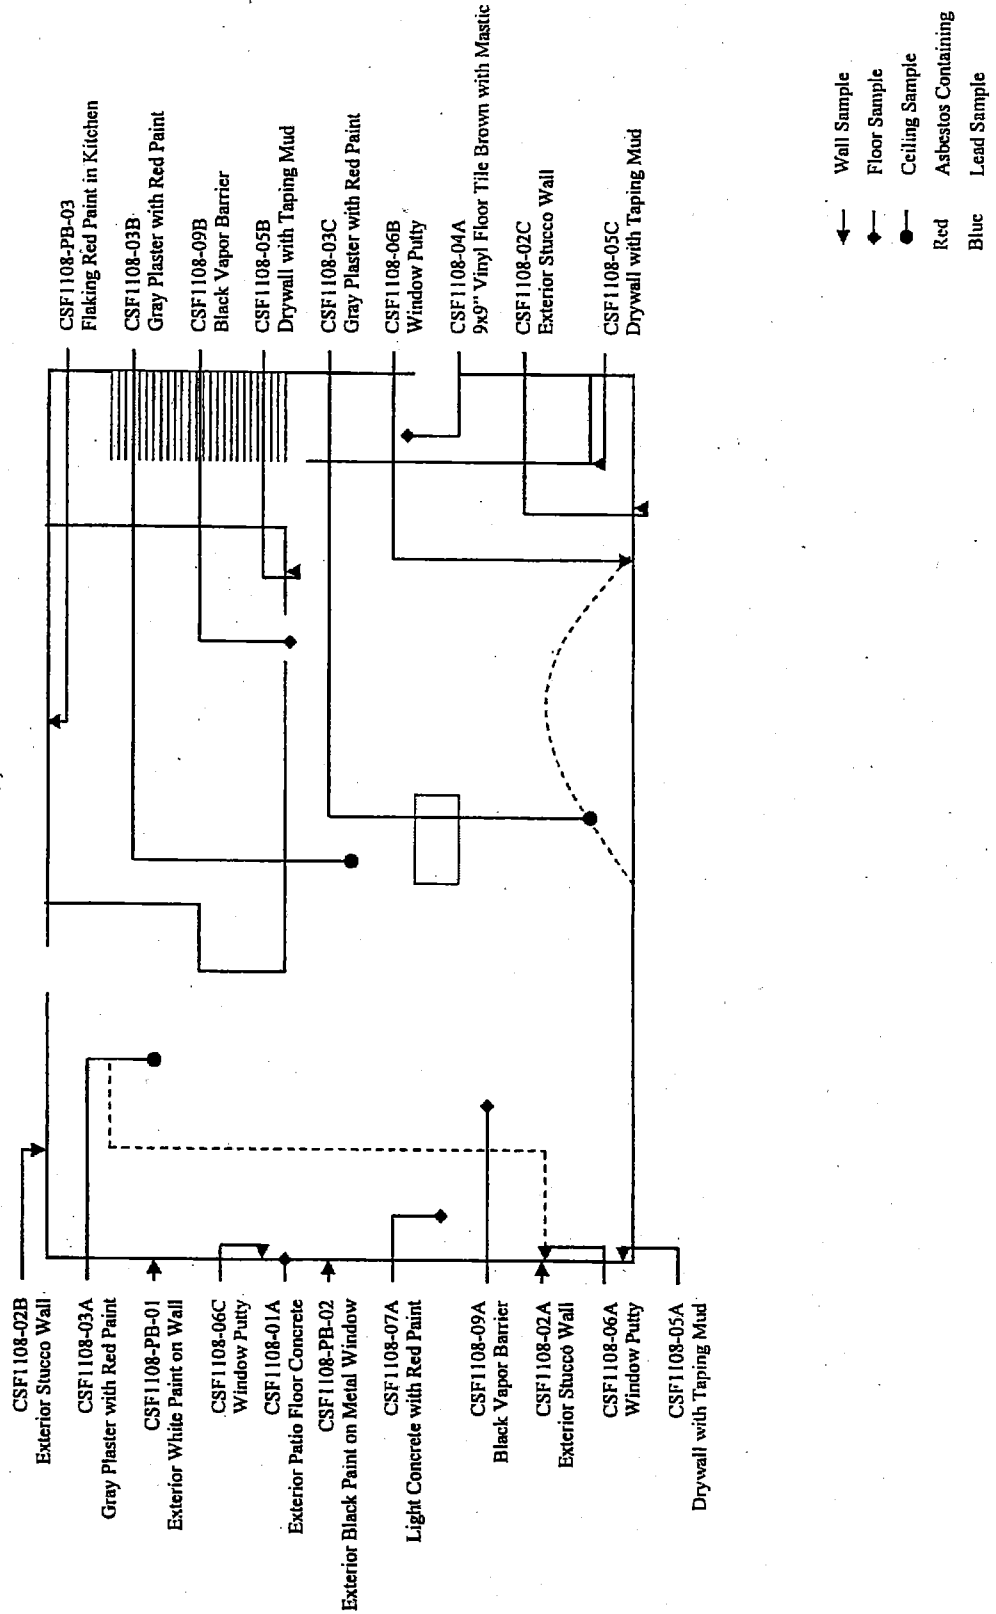 CSF1108-02B
Exterior Stucco Wall
CSF1108-03A
Gray Plaster with Red Paint
CSF1108-PB-01
Exterior White Paint on Wall
CSF1108-06C
Window Putty
CSF1108-01A
Exterior Patio Floor Concrete
CSF1108-PB-02
Exterior Black Paint on Metal Window
CSF1108-07A
Light Concrete with Red Paint
CSF1108-09A
Black Vapor Barrier
CSF1108-02A
Exterior Stucco Wall
CSF1108-06A
Window Putty
CSF1108-05A
Drywall with Taping Mud
CSF1108-PB-03
Flaking Red Paint in Kitchen
CSF1108-03B
Gray Plaster with Red Paint
CSF1108-09B
Black Vapor Barrier
CSF1108-05B
Drywall with Taping Mud
CSF1108-03C
Gray Plaster with Red Paint
CSF1108-06B
Window Putty
CSF1108-04A
9x9" Vinyl Floor Tile Brown with Mastic
CSF1108-02C
Exterior Stucco Wall
CSF1108-05C
Drywall with Taping Mud
Wall Sample
Floor Sample
Ceiling Sample
Red Asbestos Containing
Blue Lead Sample